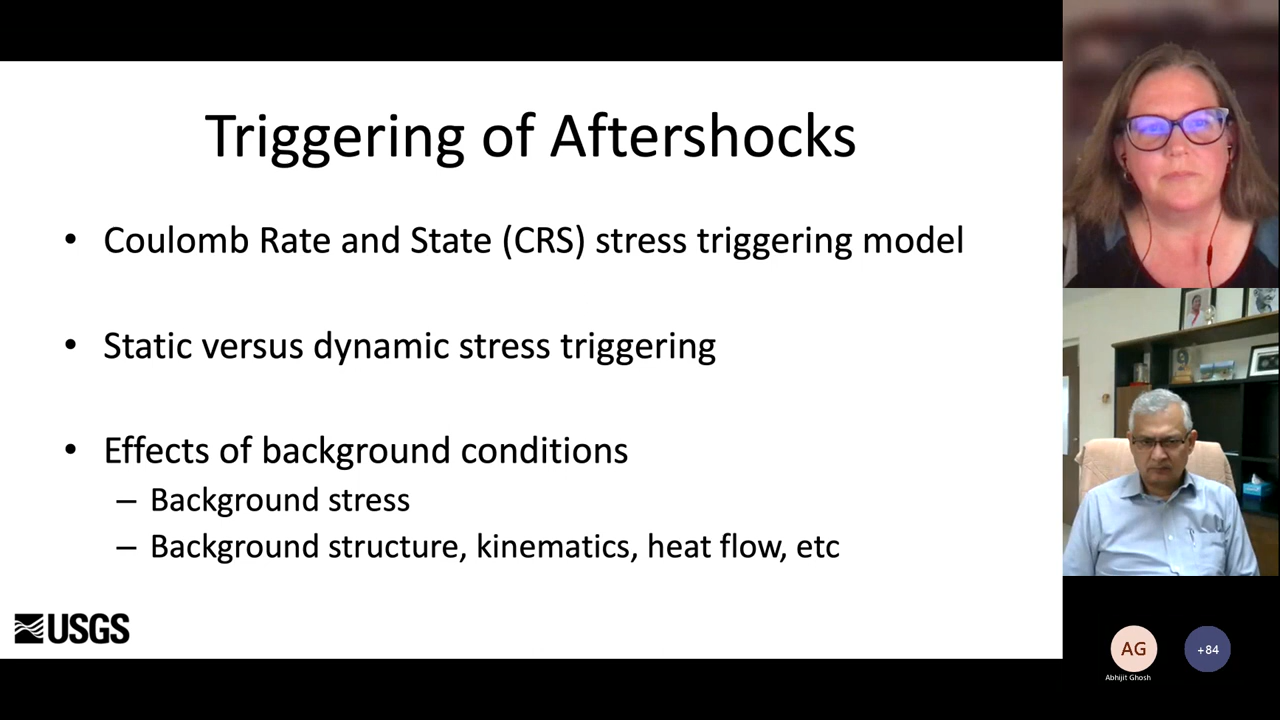 Triggering of Aftershocks
• Coulomb Rate and State (CRS) stress triggering model
• Static versus dynamic stress triggering
• Effects of background conditions
– Background stress
– Background structure, kinematics, heat flow, etc
USGS
AG
+84
Abhijit Ghosh